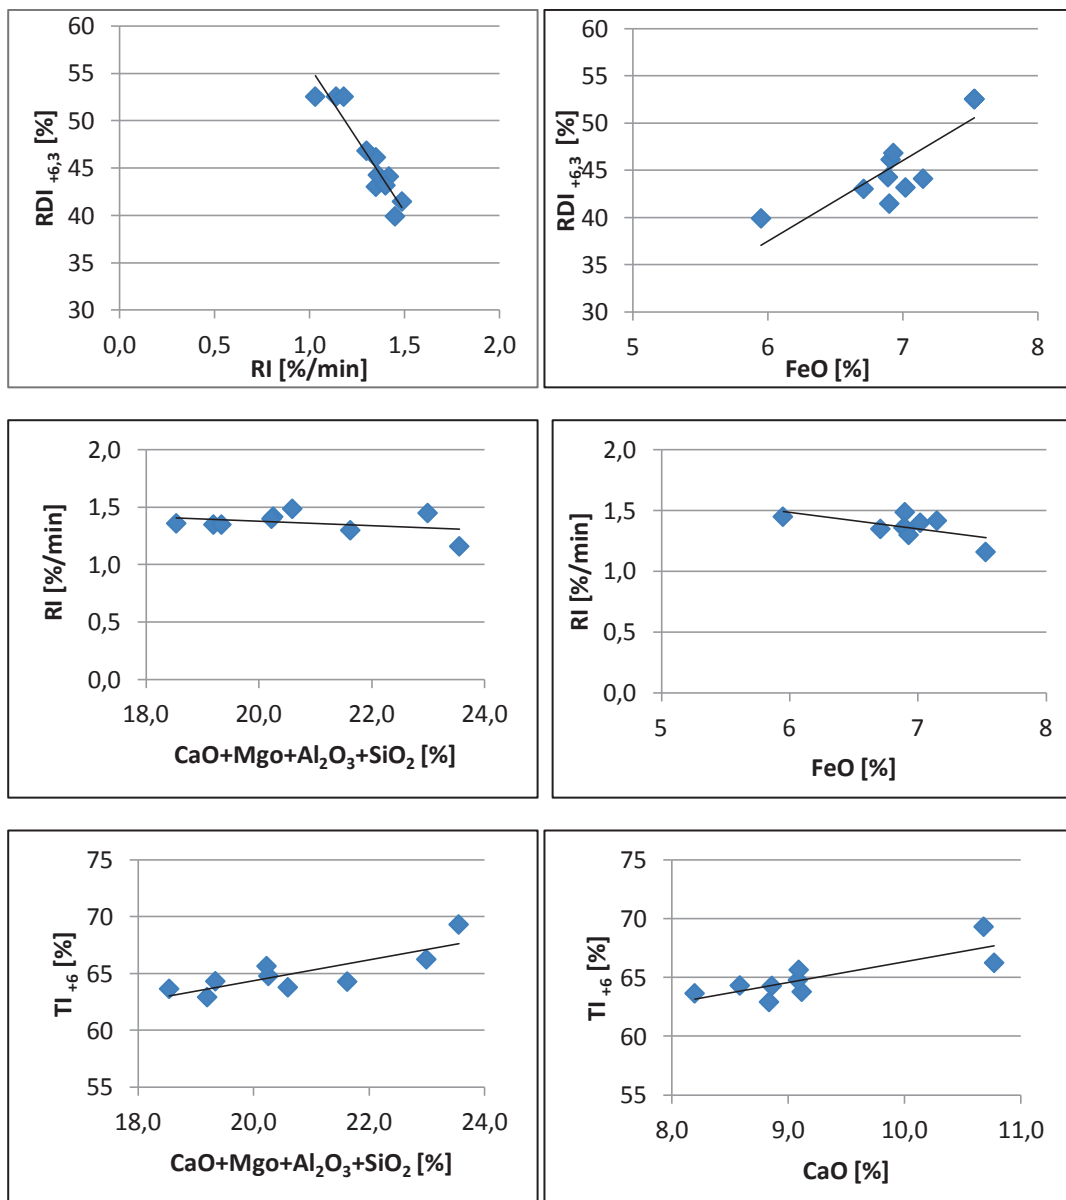 60
55
50
45
40
35
30
RDI +6,3 [%]
0,0 0,5 1,0 1,5 2,0
RI [%/min]
60
55
50
45
40
35
30
RDI +6,3 [%]
5 6 7 8
FeO [%]
2,0
1,5
1,0
0,5
0,0
RI [%/min]
18,0 20,0 22,0 24,0
CaO+Mgo+Al₂O₃+SiO₂ [%]
2,0
1,5
1,0
0,5
0,0
RI [%/min]
5 6 7 8
FeO [%]
75
70
65
60
55
TI +6 [%]
18,0 20,0 22,0 24,0
CaO+Mgo+Al₂O₃+SiO₂ [%]
75
70
65
60
55
TI +6 [%]
8,0 9,0 10,0 11,0
CaO [%]